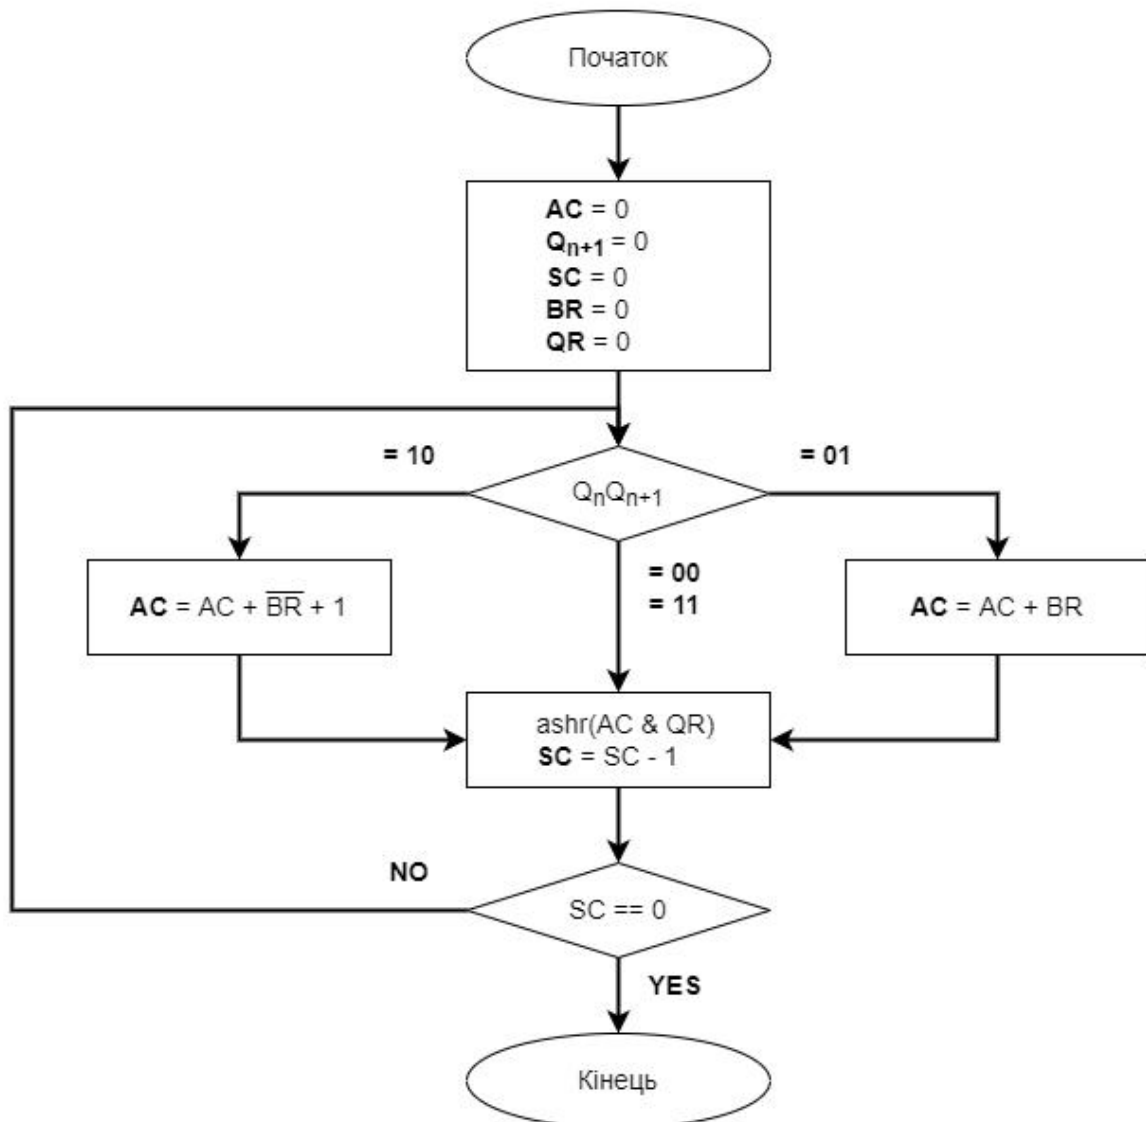 Початок
AC = 0
Qn+1 = 0
SC = 0
BR = 0
QR = 0
= 10
= 01
QnQn+1
= 00
= 11
AC = AC + B̅R̅ + 1
AC = AC + BR
ashr(AC & QR)
SC = SC - 1
NO
SC == 0
YES
Кінець